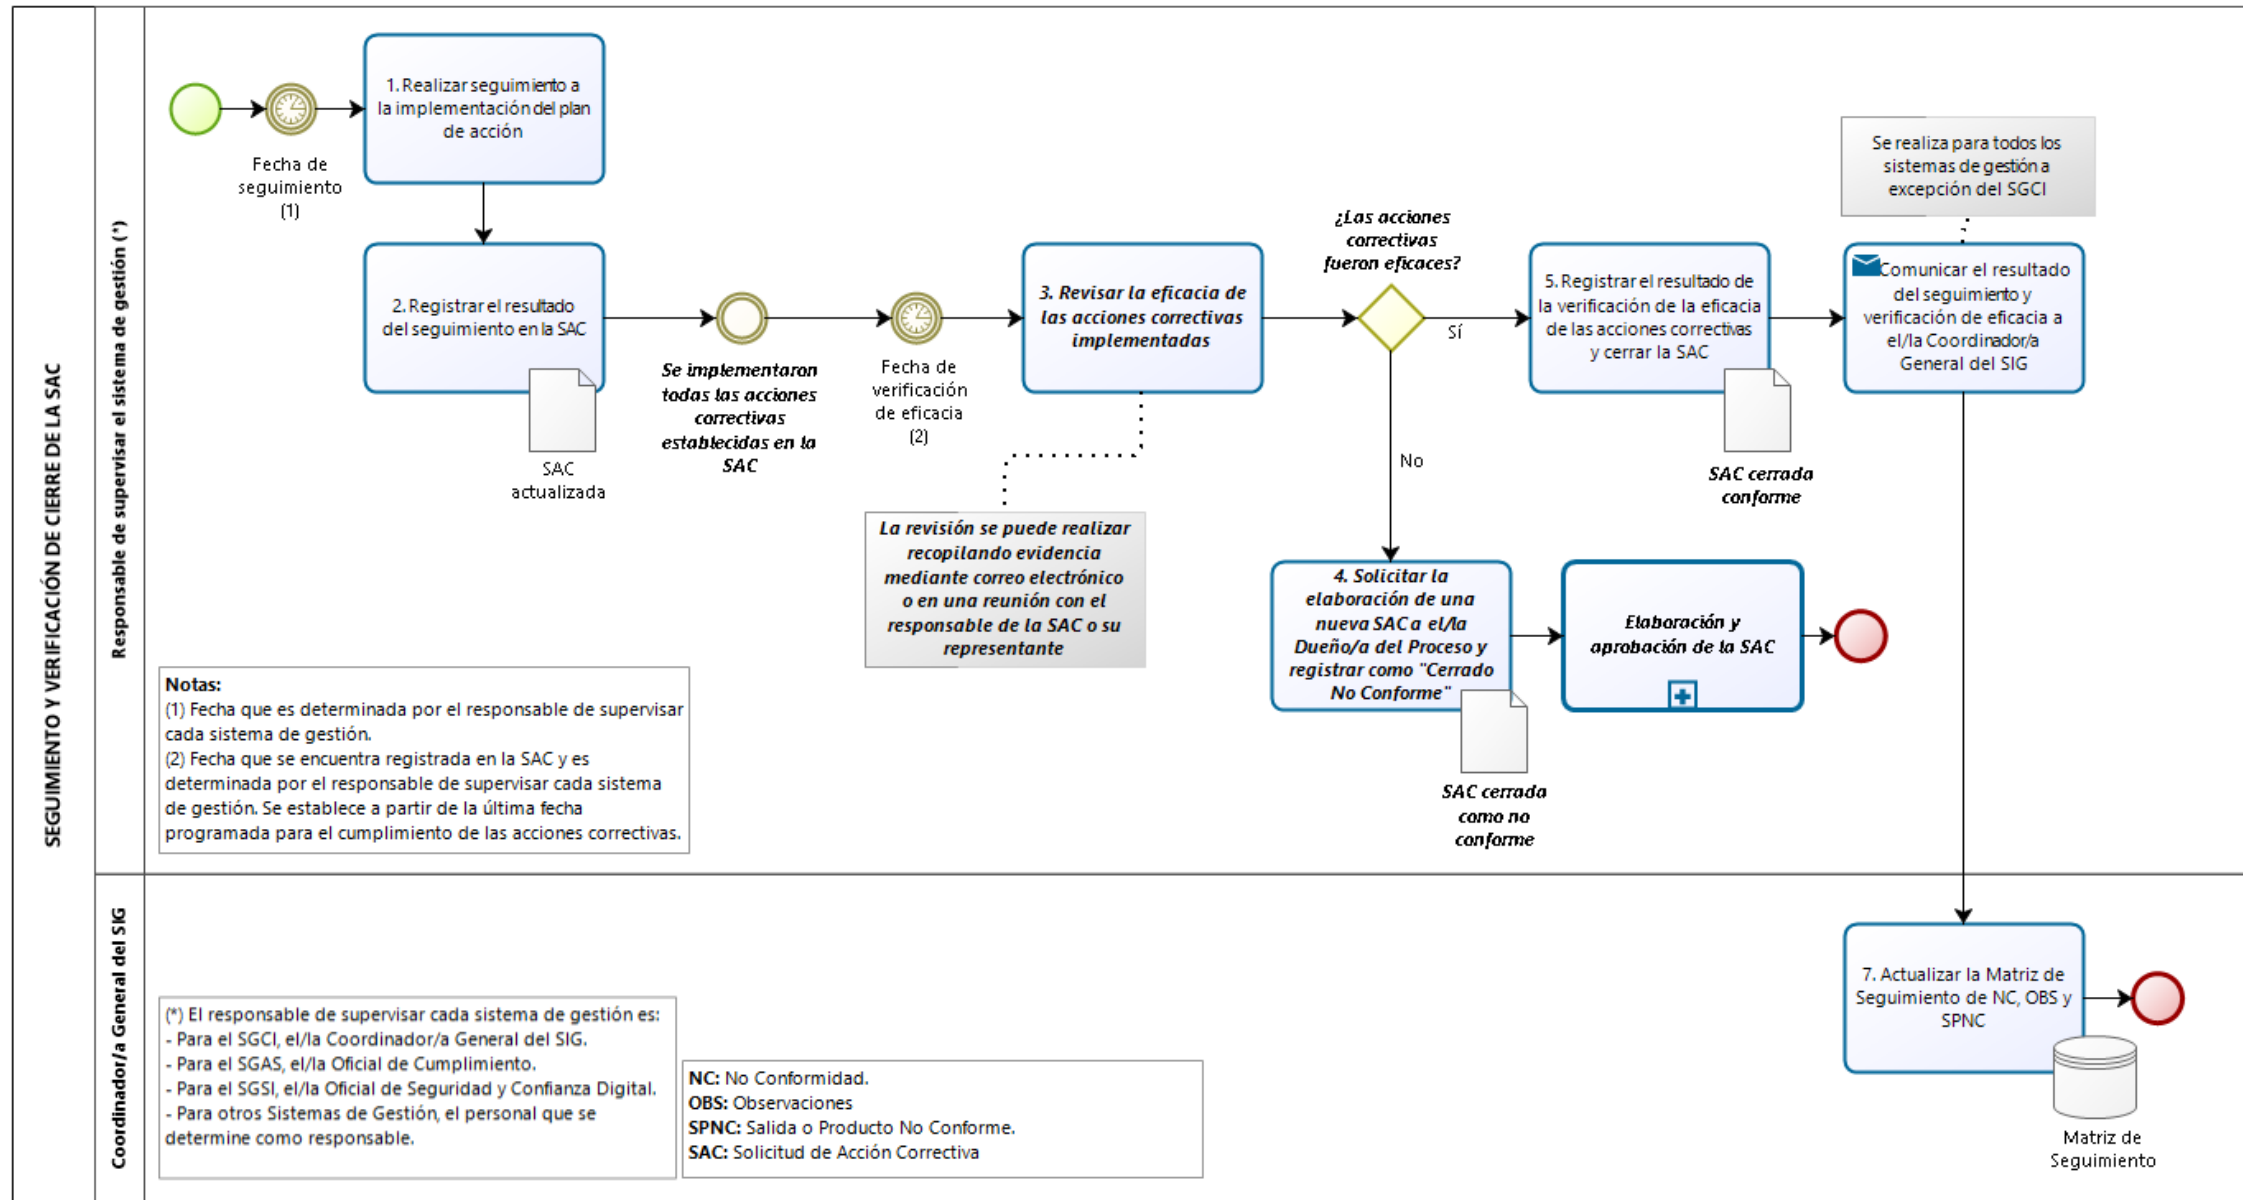 SEGUIMIENTO Y VERIFICACIÓN DE CIERRE DE LA SAC
Responsable de supervisar el sistema de gestión (*)
Fecha de
seguimiento
(1)
1. Realizar seguimiento a
la implementación del plan
de acción
2. Registrar el resultado
del seguimiento en la SAC
SAC
actualizada
Se implementaron
todas las acciones
correctivas
establecidas en la
SAC
Fecha de
verificación
de eficacia
(2)
3. Revisar la eficacia de
las acciones correctivas
implementadas
La revisión se puede realizar
recopilando evidencia
mediante correo electrónico
o en una reunión con el
responsable de la SAC o su
representante
¿Las acciones
correctivas
fueron eficaces?
Sí
No
4. Solicitar la
elaboración de una
nueva SAC a el/la
Dueño/a del Proceso y
registrar como "Cerrado
No Conforme"
SAC cerrada
como no
conforme
Elaboración y
aprobación de la SAC
5. Registrar el resultado de
la verificación de la eficacia
de las acciones correctivas
y cerrar la SAC
SAC cerrada
conforme
Se realiza para todos los
sistemas de gestión a
excepción del SGCI
Comunicar el resultado
del seguimiento y
verificación de eficacia a
el/la Coordinador/a
General del SIG
Notas:
(1) Fecha que es determinada por el responsable de supervisar
cada sistema de gestión.
(2) Fecha que se encuentra registrada en la SAC y es
determinada por el responsable de supervisar cada sistema
de gestión. Se establece a partir de la última fecha
programada para el cumplimiento de las acciones correctivas.
Coordinador/a General del SIG
(*) El responsable de supervisar cada sistema de gestión es:
- Para el SGCI, el/la Coordinador/a General del SIG.
- Para el SGAS, el/la Oficial de Cumplimiento.
- Para el SGSI, el/la Oficial de Seguridad y Confianza Digital.
- Para otros Sistemas de Gestión, el personal que se
determine como responsable.
NC: No Conformidad.
OBS: Observaciones
SPNC: Salida o Producto No Conforme.
SAC: Solicitud de Acción Correctiva
7. Actualizar la Matriz de
Seguimiento de NC, OBS y
SPNC
Matriz de
Seguimiento